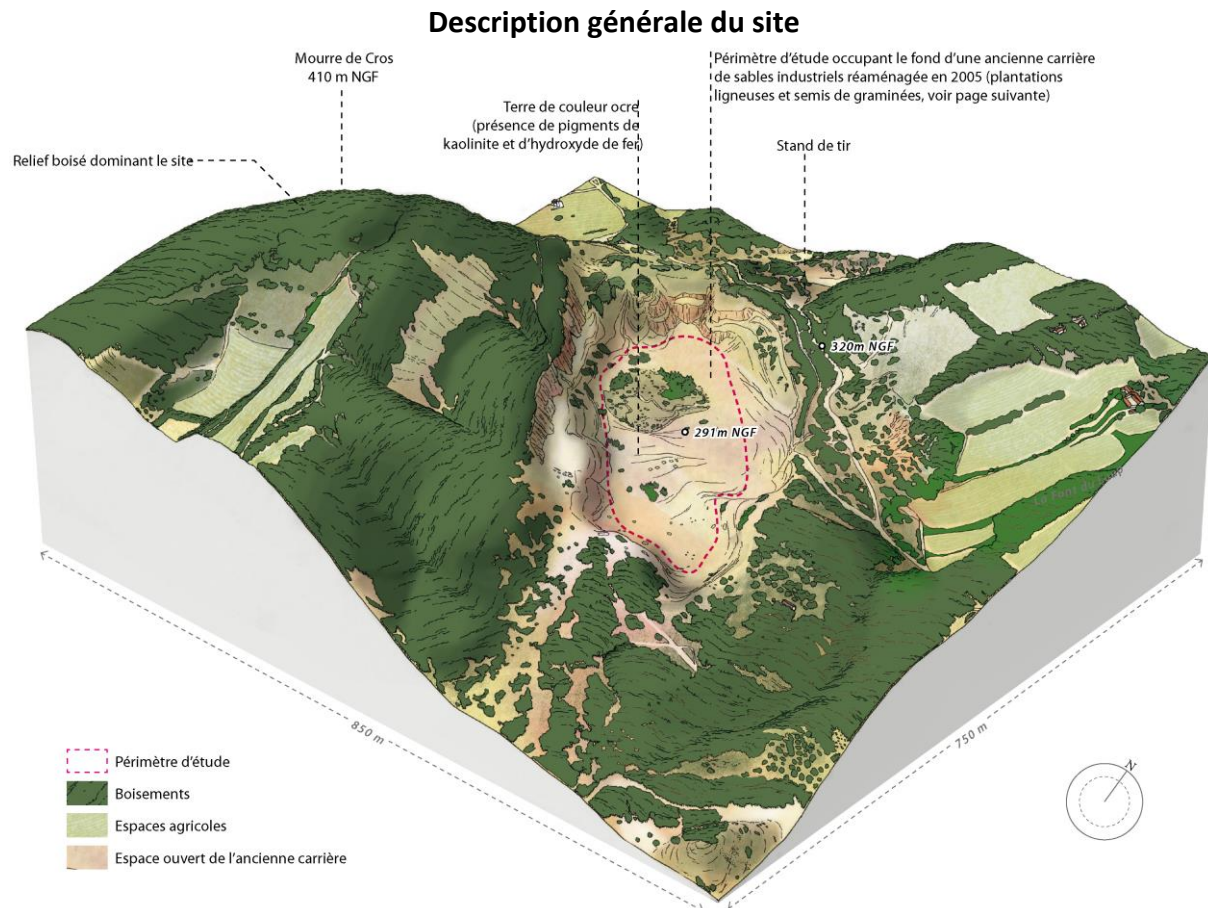 Description générale du site
Mourre de Cros
410 m NGF
Périmètre d'étude occupant le fond d'une ancienne carrière
de sables industriels réaménagée en 2005 (plantations
ligneuses et semis de graminées, voir page suivante)
Terre de couleur ocre
(présence de pigments de
kaolinite et d'hydroxyde de fer)
Stand de tir
Relief boisé dominant le site
320m NGF
291m NGF
La Font du
850 m
750 m
N
Périmètre d'étude
Boisements
Espaces agricoles
Espace ouvert de l'ancienne carrière